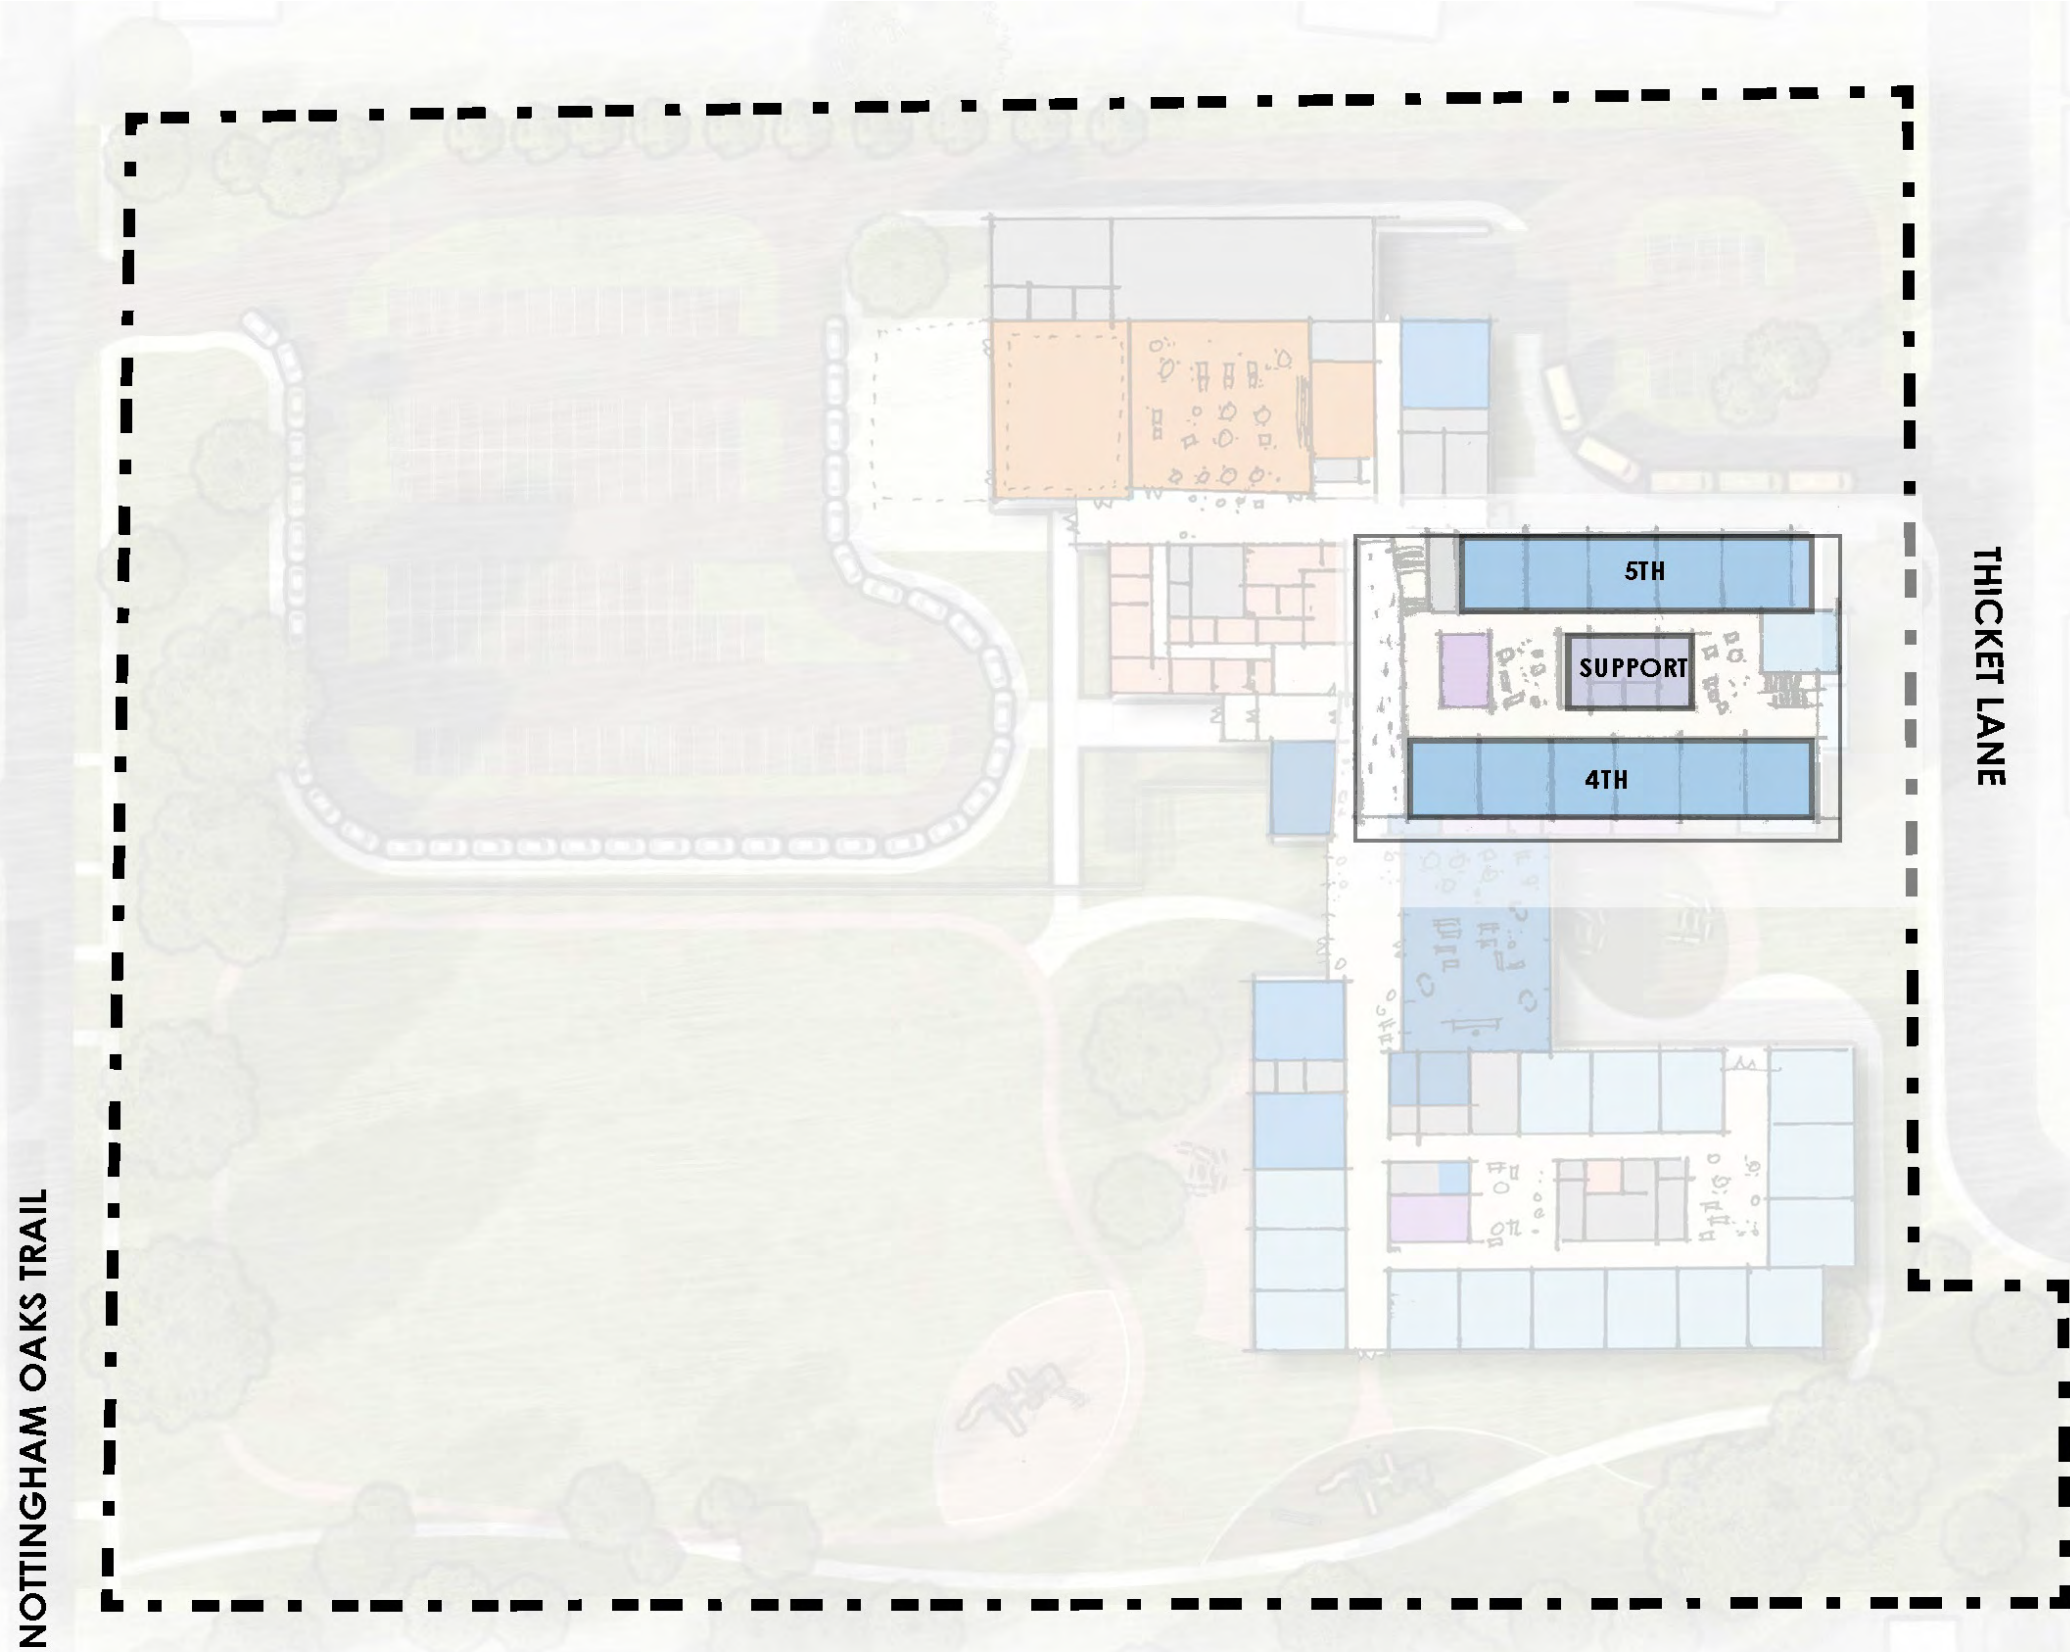 5TH
THICKET LANE
SUPPORT
4TH
NOTTINGHAM OAKS TRAIL